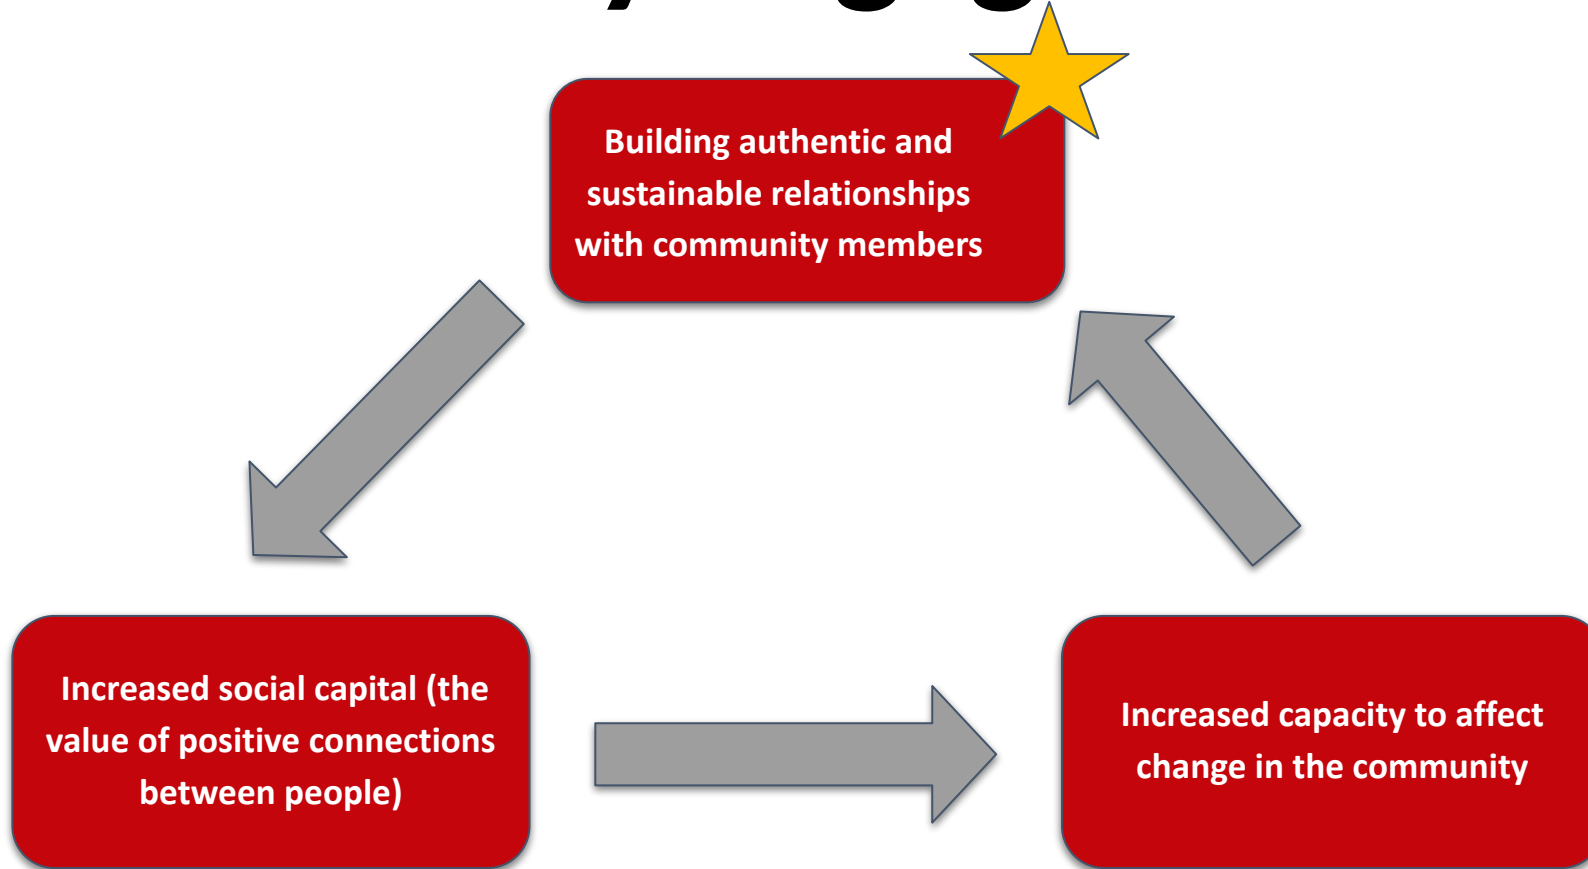 Building authentic and
sustainable relationships
with community members
Increased social capital (the
value of positive connections
between people)
Increased capacity to affect
change in the community